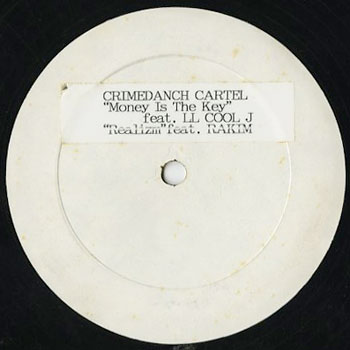 CRIMEDANCH CARTEL
"Money Is The Key"
feat. LL COOL J
"Realizm"feat. RAKIM